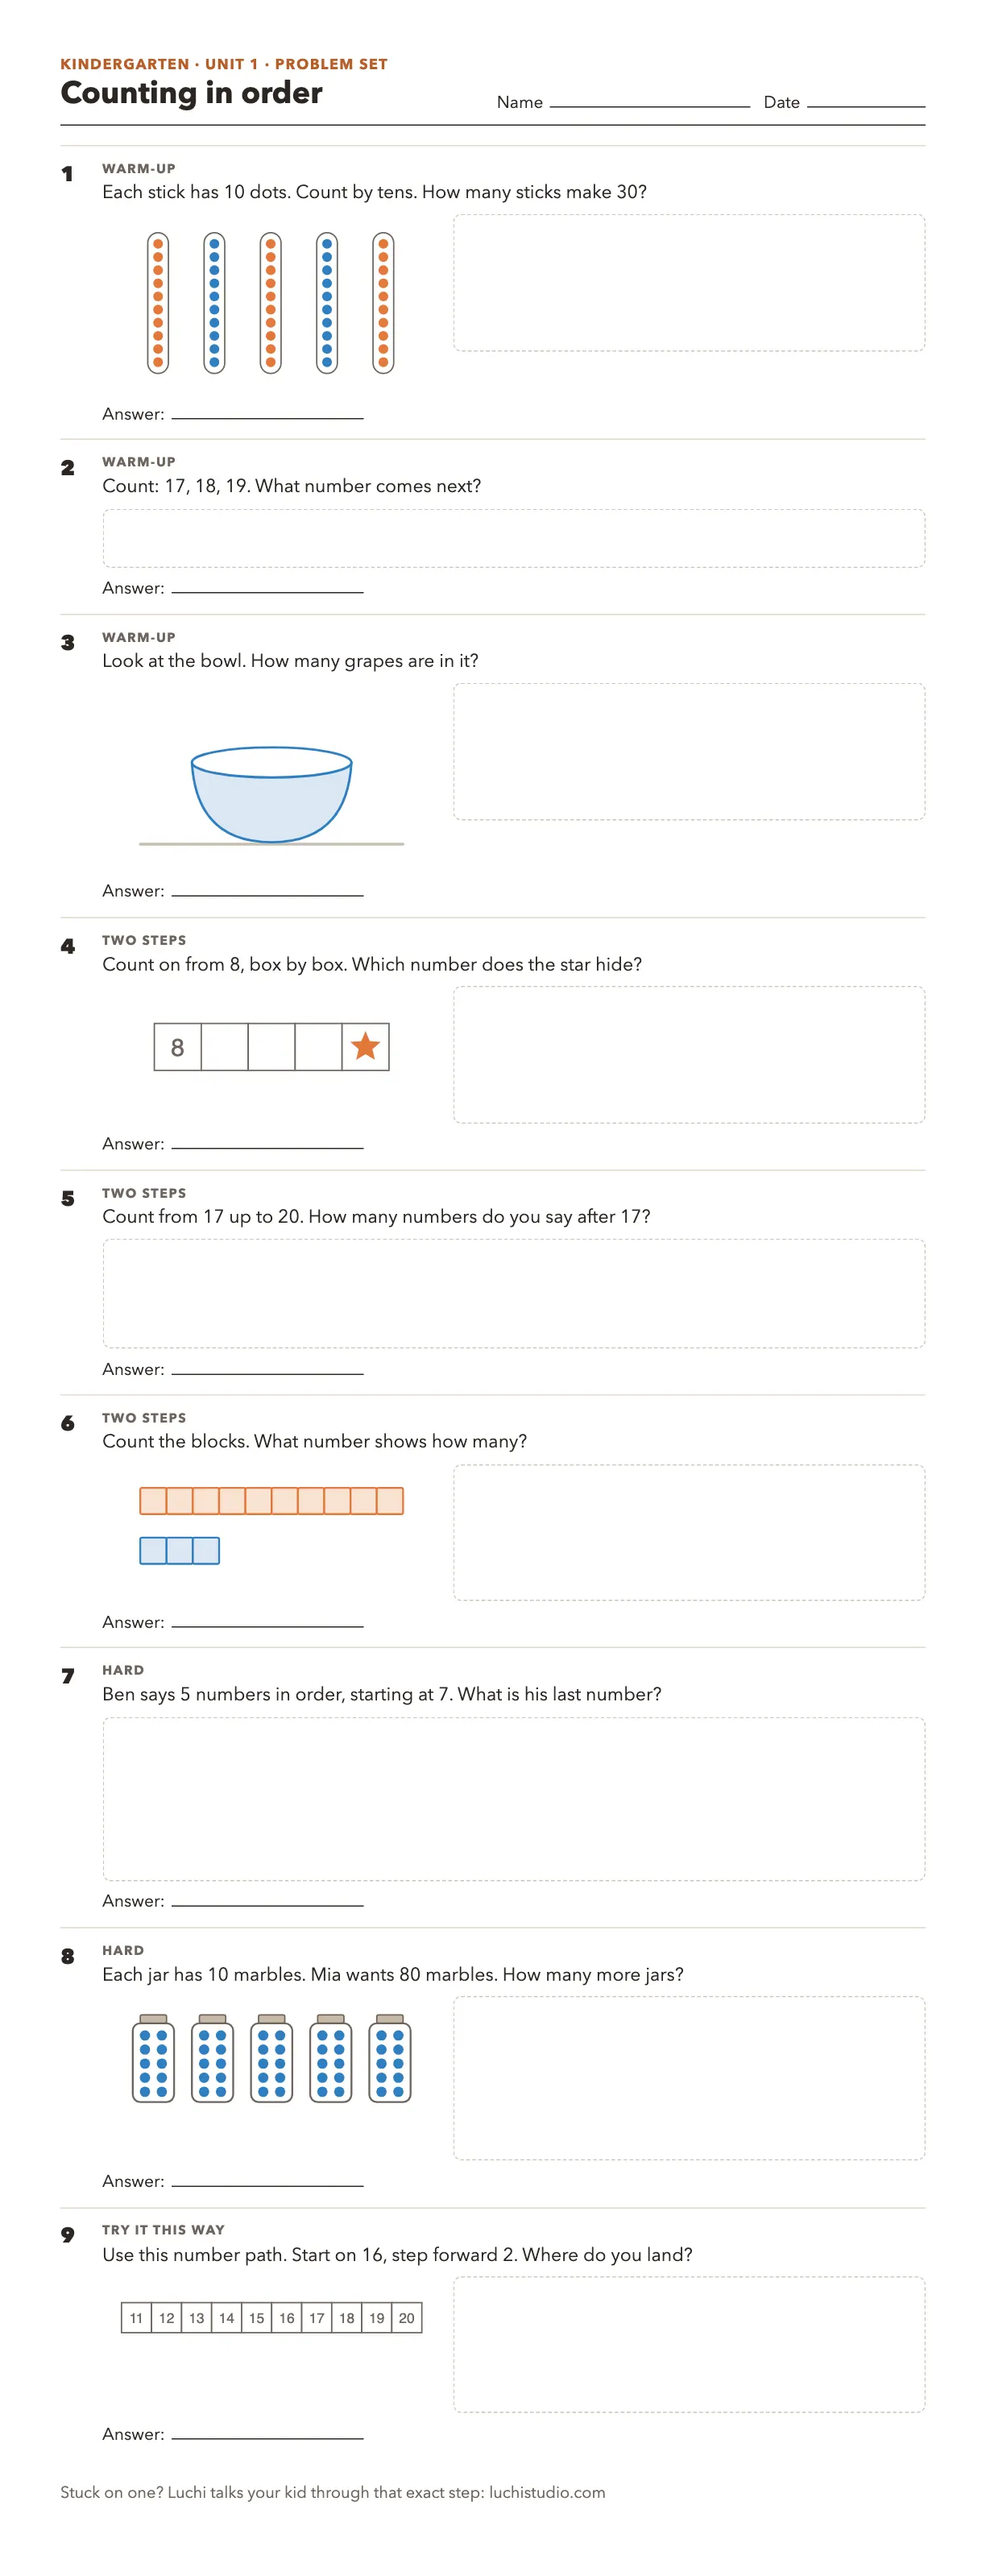 KINDERGARTEN · UNIT 1 · PROBLEM SET
Counting in order
Name
Date
1
WARM-UP
Each stick has 10 dots. Count by tens. How many sticks make 30?
Answer:
2
WARM-UP
Count: 17, 18, 19. What number comes next?
Answer:
3
WARM-UP
Look at the bowl. How many grapes are in it?
Answer:
4
TWO STEPS
Count on from 8, box by box. Which number does the star hide?
8
Answer:
5
TWO STEPS
Count from 17 up to 20. How many numbers do you say after 17?
Answer:
6
TWO STEPS
Count the blocks. What number shows how many?
Answer:
7
HARD
Ben says 5 numbers in order, starting at 7. What is his last number?
Answer:
8
HARD
Each jar has 10 marbles. Mia wants 80 marbles. How many more jars?
Answer:
9
TRY IT THIS WAY
Use this number path. Start on 16, step forward 2. Where do you land?
11 12 13 14 15 16 17 18 19 20
Answer:
Stuck on one? Luchi talks your kid through that exact step: luchistudio.com